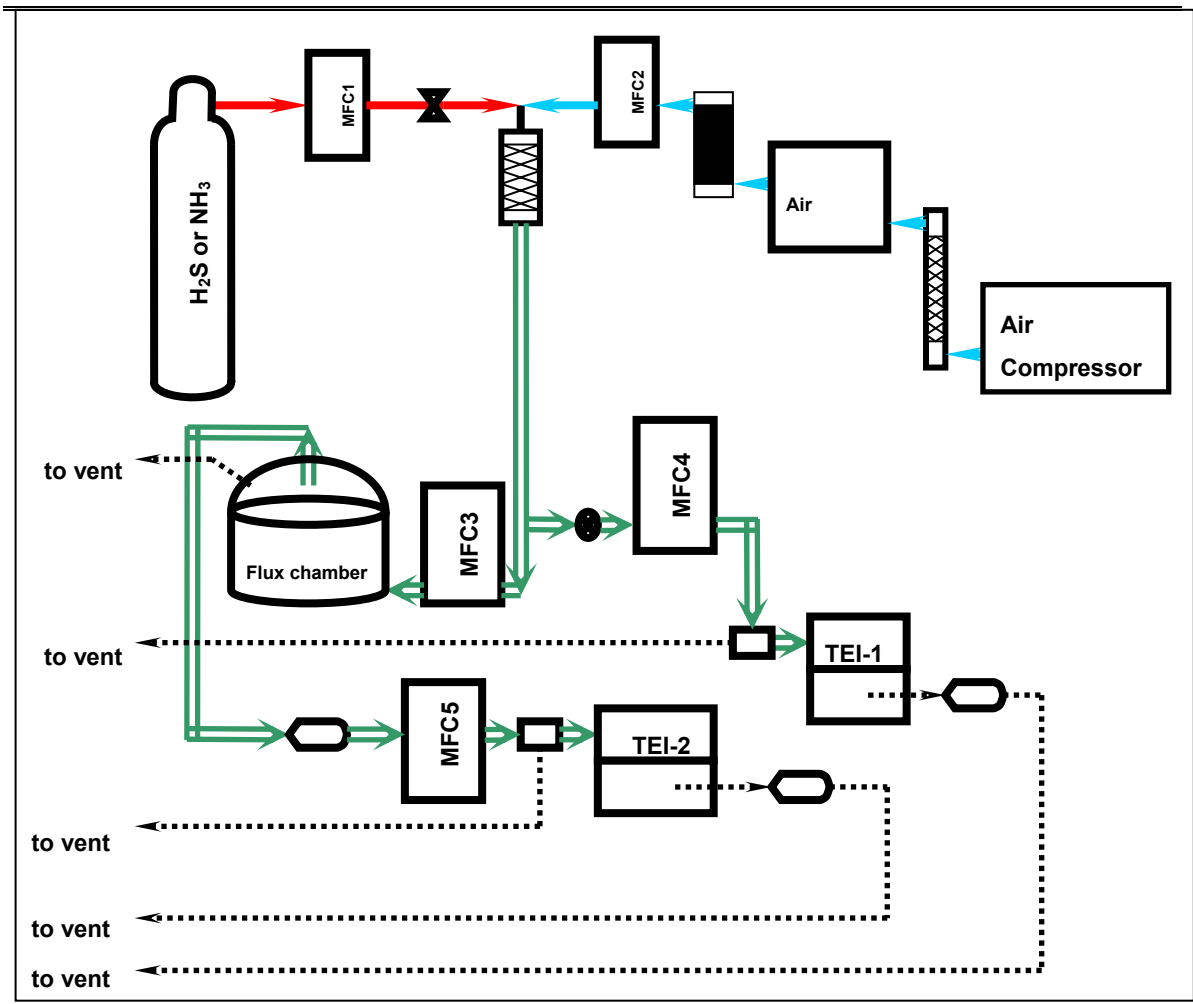 MFC1
MFC2
H₂S or NH₃
Air
Air
Compressor
to vent
MFC4
MFC3
Flux chamber
to vent
TEI-1
MFC5
TEI-2
to vent
to vent
to vent